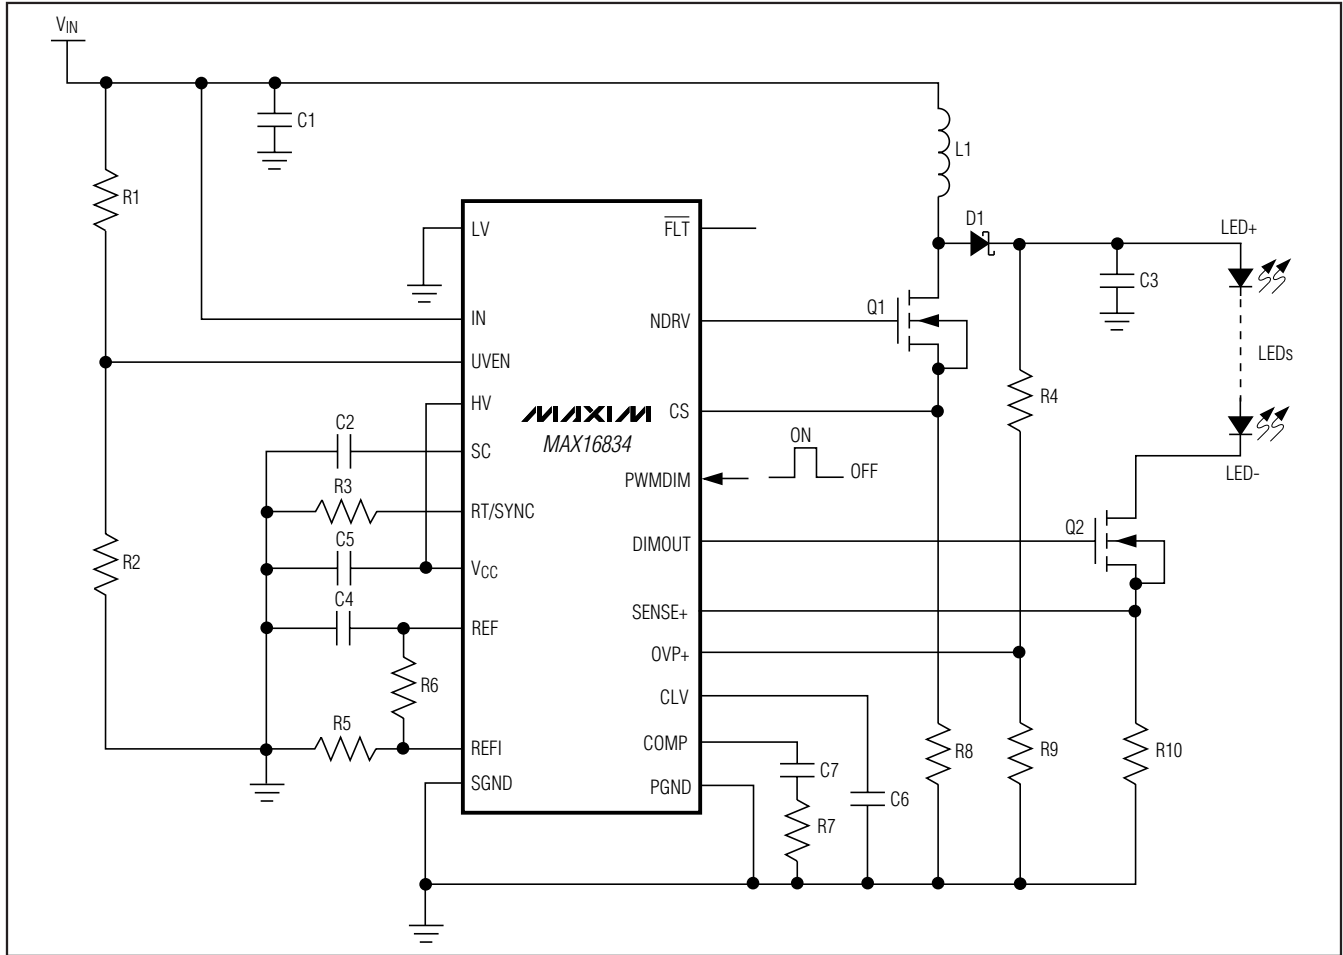 VIN
C1
L1
R1
LV
FLT
D1
LED+
C3
Q1
IN
NDRV
UVEN
LEDs
HV
MAXIM
CS
R4
C2
MAX16834
ON
SC
OFF
PWMDIM
LED-
R3
RT/SYNC
Q2
C5
DIMOUT
R2
VCC
C4
SENSE+
REF
OVP+
R6
CLV
R5
REFI
COMP
R8
R9
R10
C7
SGND
PGND
C6
R7